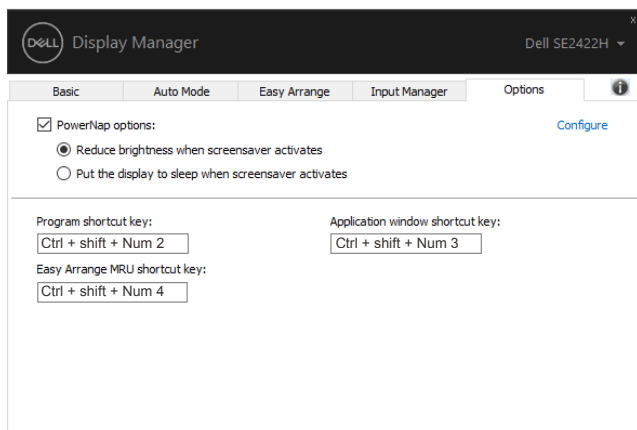 x
DELL Display Manager Dell SE2422H
Basic Auto Mode Easy Arrange Input Manager Options i
PowerNap options: Configure
Reduce brightness when screensaver activates
Put the display to sleep when screensaver activates
Program shortcut key: Application window shortcut key:
Ctrl + shift + Num 2 Ctrl + shift + Num 3
Easy Arrange MRU shortcut key:
Ctrl + shift + Num 4